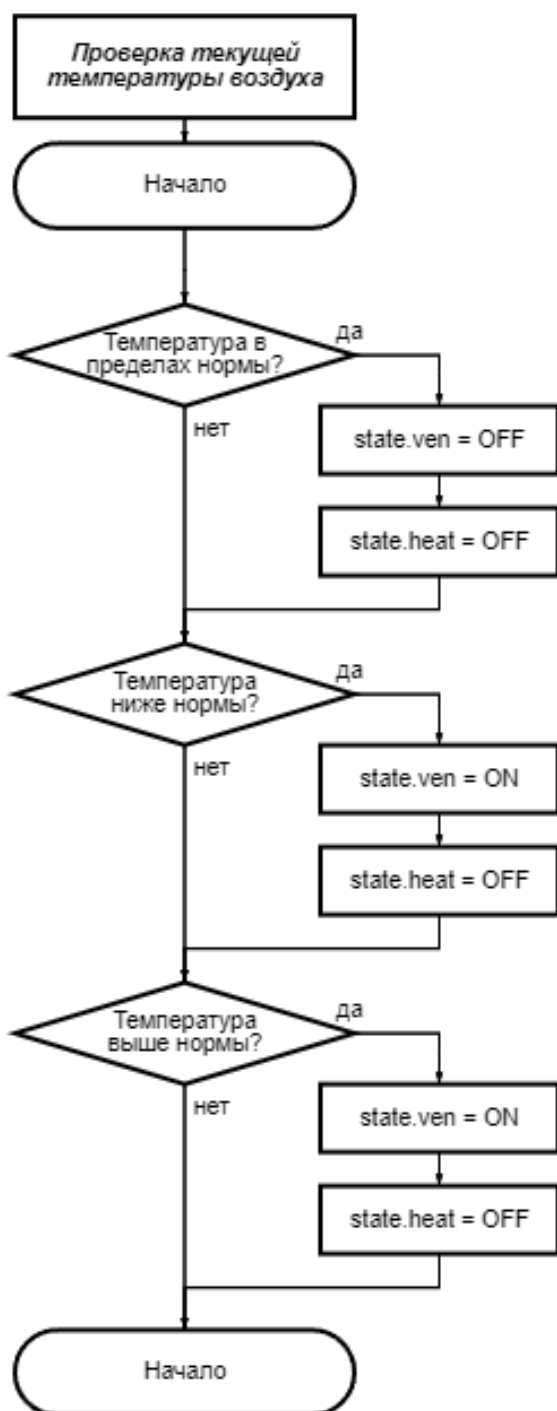 Проверка текущей
температуры воздуха
Начало
Температура в
пределах нормы?
да
нет
state.ven = OFF
state.heat = OFF
Температура
ниже нормы?
да
нет
state.ven = ON
state.heat = OFF
Температура
выше нормы?
да
нет
state.ven = ON
state.heat = OFF
Начало